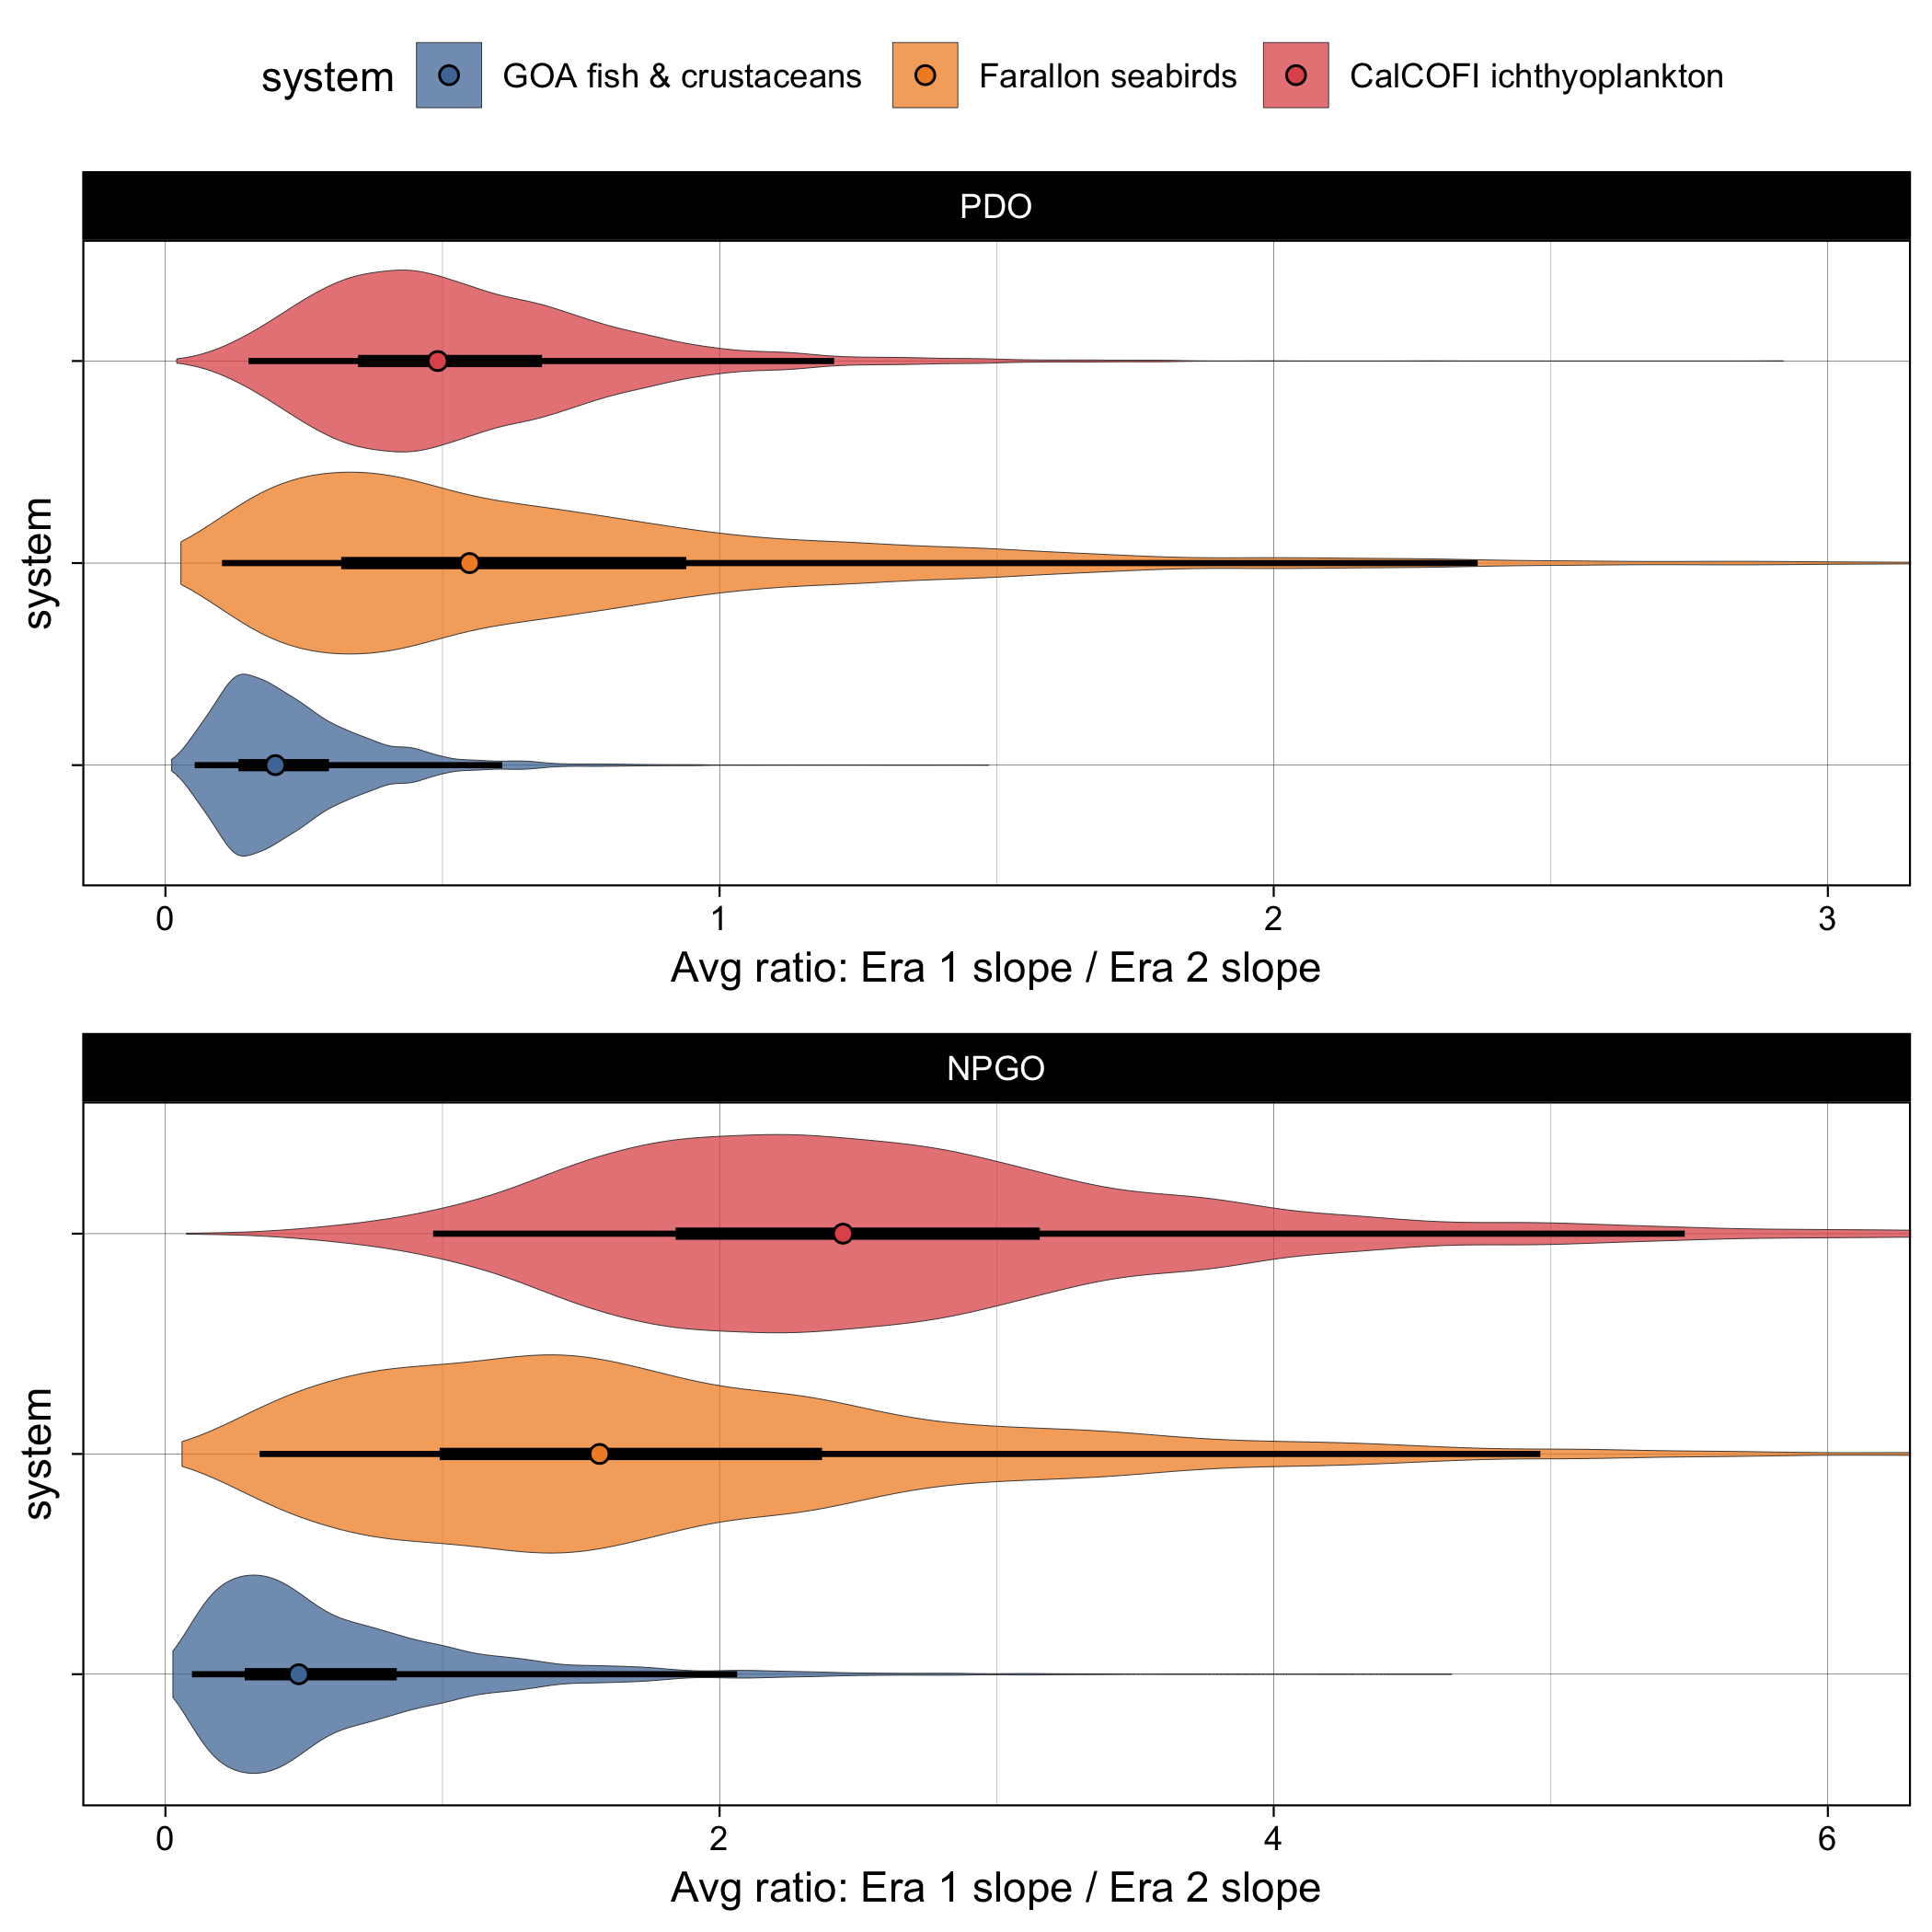 system GOA fish & crustaceans Farallon seabirds CalCOFI ichthyoplankton
PDO
system
0 1 2 3
Avg ratio: Era 1 slope / Era 2 slope
NPGO
system
0 2 4 6
Avg ratio: Era 1 slope / Era 2 slope